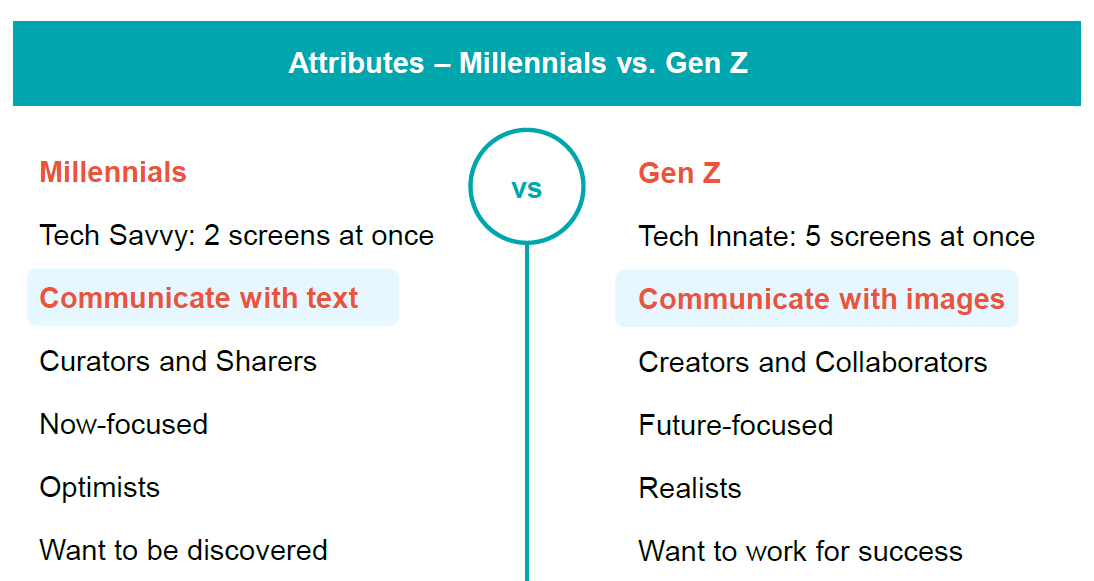 Attributes – Millennials vs. Gen Z
vs
Millennials
Tech Savvy: 2 screens at once
Communicate with text
Curators and Sharers
Now-focused
Optimists
Want to be discovered
Gen Z
Tech Innate: 5 screens at once
Communicate with images
Creators and Collaborators
Future-focused
Realists
Want to work for success